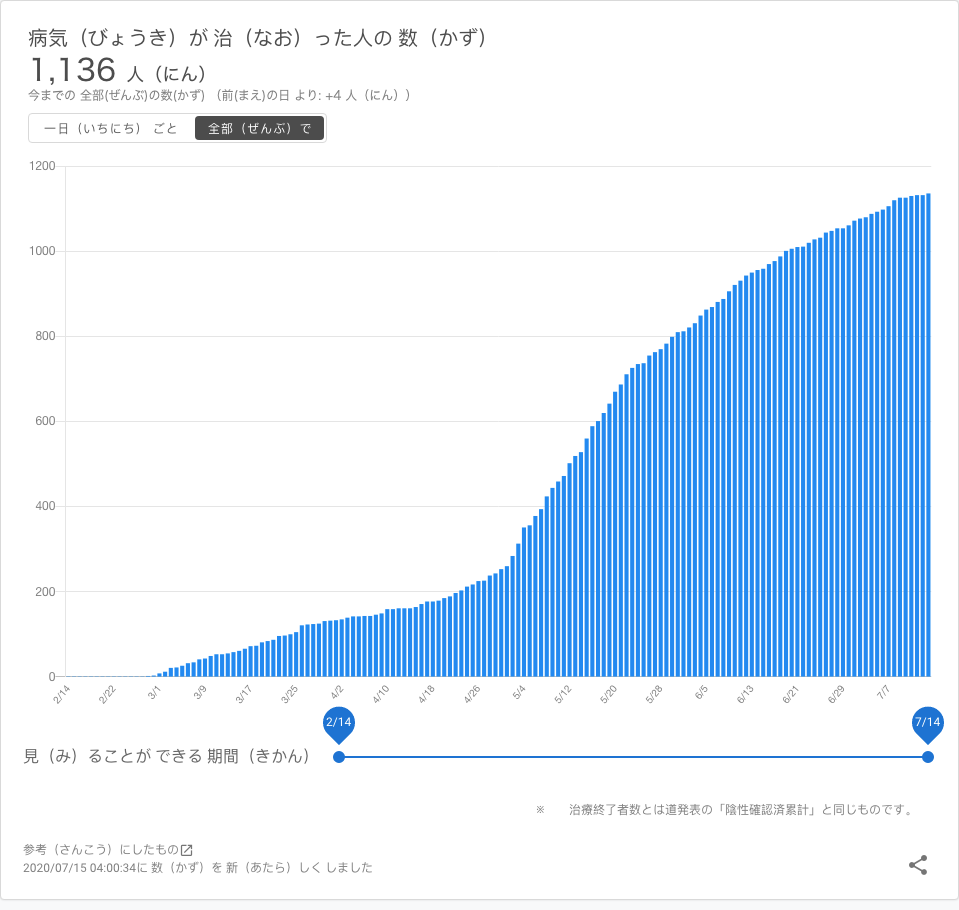 病気（びょうき）が 治（なお）った人の 数（かず）
1,136 人（にん）
今までの 全部(ぜんぶ)の数(かず) （前(まえ)の日 より: +4 人（にん））
一日（いちにち） ごと 全部（ぜんぶ）で
1200
1000
800
600
400
200
0
2/14 2/22 3/1 3/9 3/17 3/25 4/2 4/10 4/18 4/26 5/4 5/12 5/20 5/28 6/5 6/13 6/21 6/29 7/7
2/14 7/14
見（み）ることが できる 期間（きかん）
※ 治療終了者数とは道発表の「陰性確認済累計」と同じものです。
参考（さんこう）にしたもの
2020/07/15 04:00:34に 数（かず）を 新（あたら）しく しました